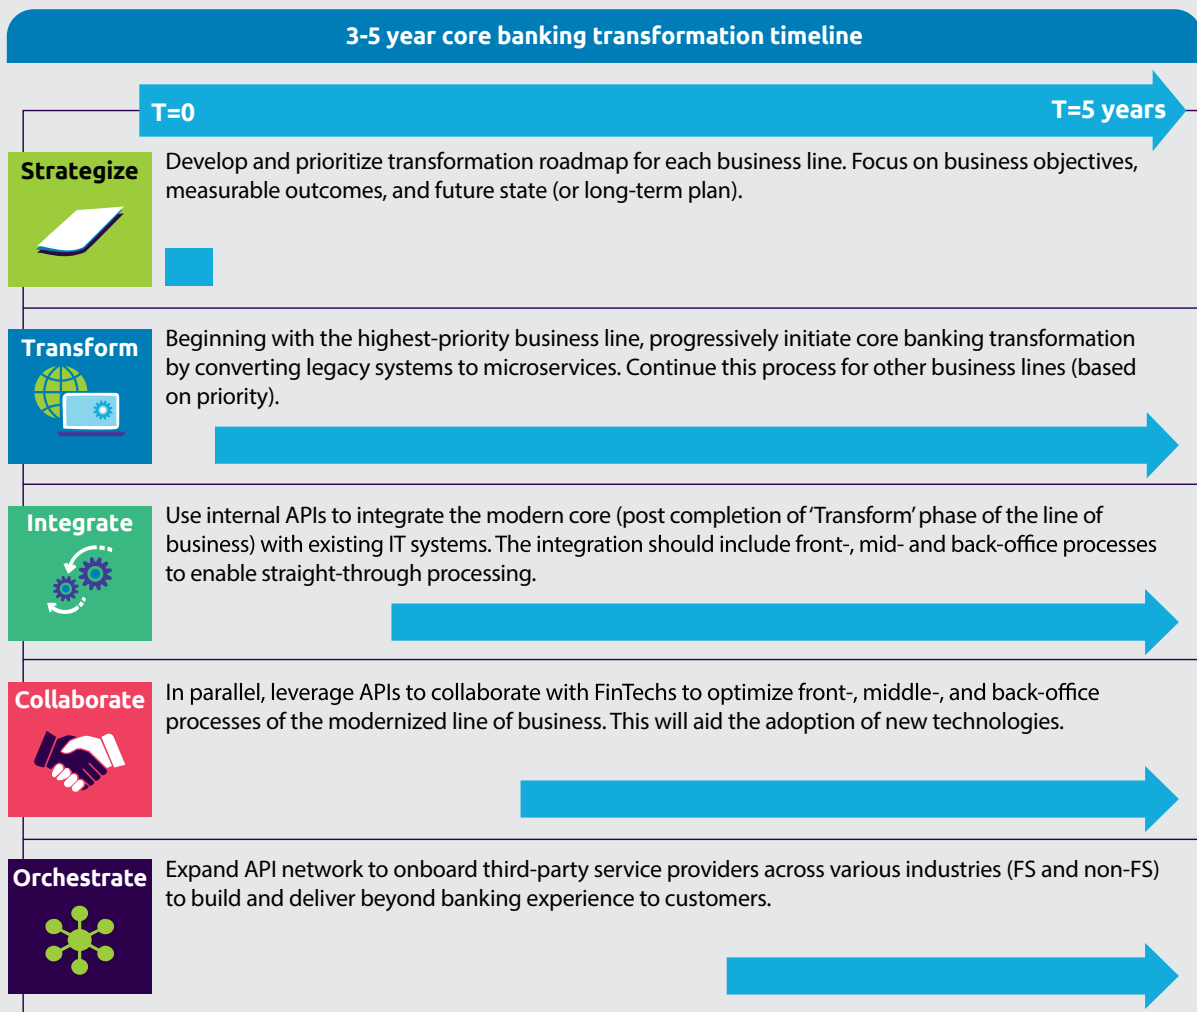 3-5 year core banking transformation timeline
T=0
T=5 years
Strategize
Develop and prioritize transformation roadmap for each business line. Focus on business objectives,
measurable outcomes, and future state (or long-term plan).
Transform
Beginning with the highest-priority business line, progressively initiate core banking transformation
by converting legacy systems to microservices. Continue this process for other business lines (based
on priority).
Integrate
Use internal APIs to integrate the modern core (post completion of ‘Transform’ phase of the line of
business) with existing IT systems. The integration should include front-, mid- and back-office processes
to enable straight-through processing.
Collaborate
In parallel, leverage APIs to collaborate with FinTechs to optimize front-, middle-, and back-office
processes of the modernized line of business. This will aid the adoption of new technologies.
Orchestrate
Expand API network to onboard third-party service providers across various industries (FS and non-FS)
to build and deliver beyond banking experience to customers.